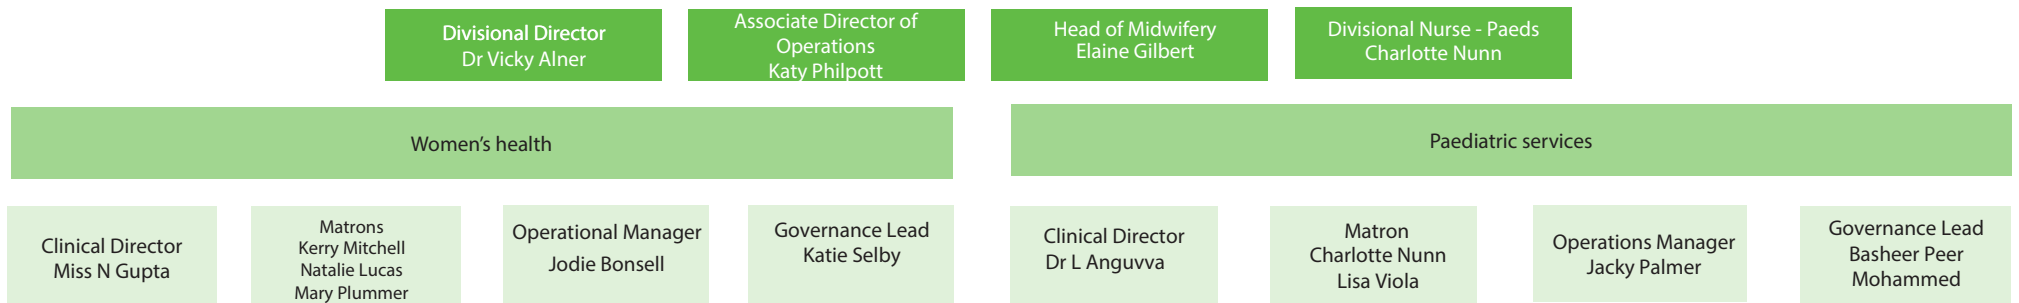 Divisional Director
Dr Vicky Alner
Associate Director of
Operations
Katy Philpott
Head of Midwifery
Elaine Gilbert
Divisional Nurse - Paeds
Charlotte Nunn
Women’s health
Paediatric services
Clinical Director
Miss N Gupta
Matrons
Kerry Mitchell
Natalie Lucas
Mary Plummer
Operational Manager
Jodie Bonsell
Governance Lead
Katie Selby
Clinical Director
Dr L Anguvva
Matron
Charlotte Nunn
Lisa Viola
Operations Manager
Jacky Palmer
Governance Lead
Basheer Peer
Mohammed